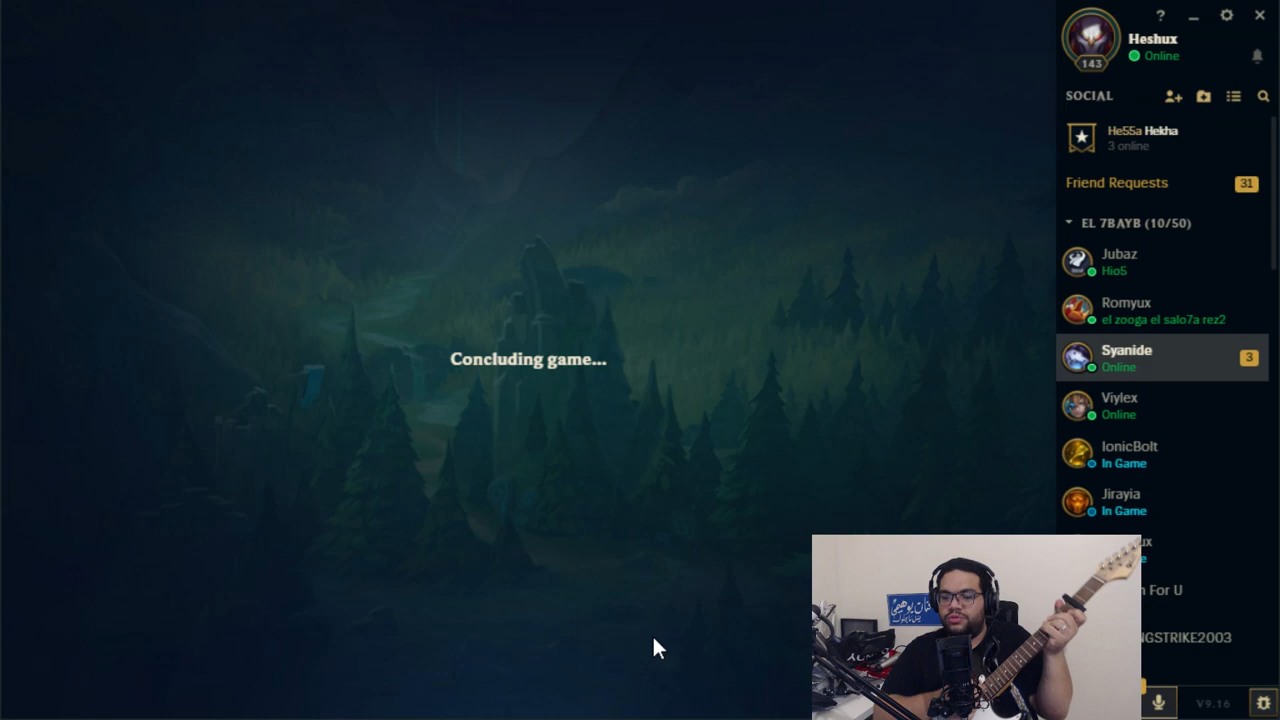 ?
Heshux
Online
143
SOCIAL
He55a Hekha
3 online
Friend Requests
31
EL 7BAYB (10/50)
Jubaz
Hio5
Romyux
el zooga el salo7a rez2
Syanide
Online
3
Viylex
Online
IonicBolt
In Game
Jirayia
In Game
Concluding game...
ux
e
For U
NGSTRIKE2003
V9.16